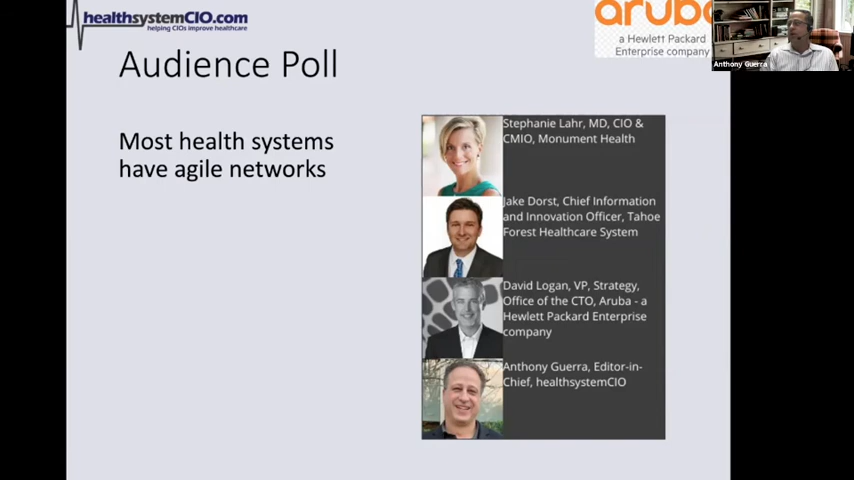 healthsystemCIO.com
helping CIOs improve healthcare
aruba
a Hewlett Packard
Enterprise company
Anthony Guerra
Audience Poll
Most health systems
have agile networks
Stephanie Lahr, MD, CIO &
CMIO, Monument Health
Jake Dorst, Chief Information
and Innovation Officer, Tahoe
Forest Healthcare System
David Logan, VP, Strategy,
Office of the CTO, Aruba - a
Hewlett Packard Enterprise
company
Anthony Guerra, Editor-in-
Chief, healthsystemCIO